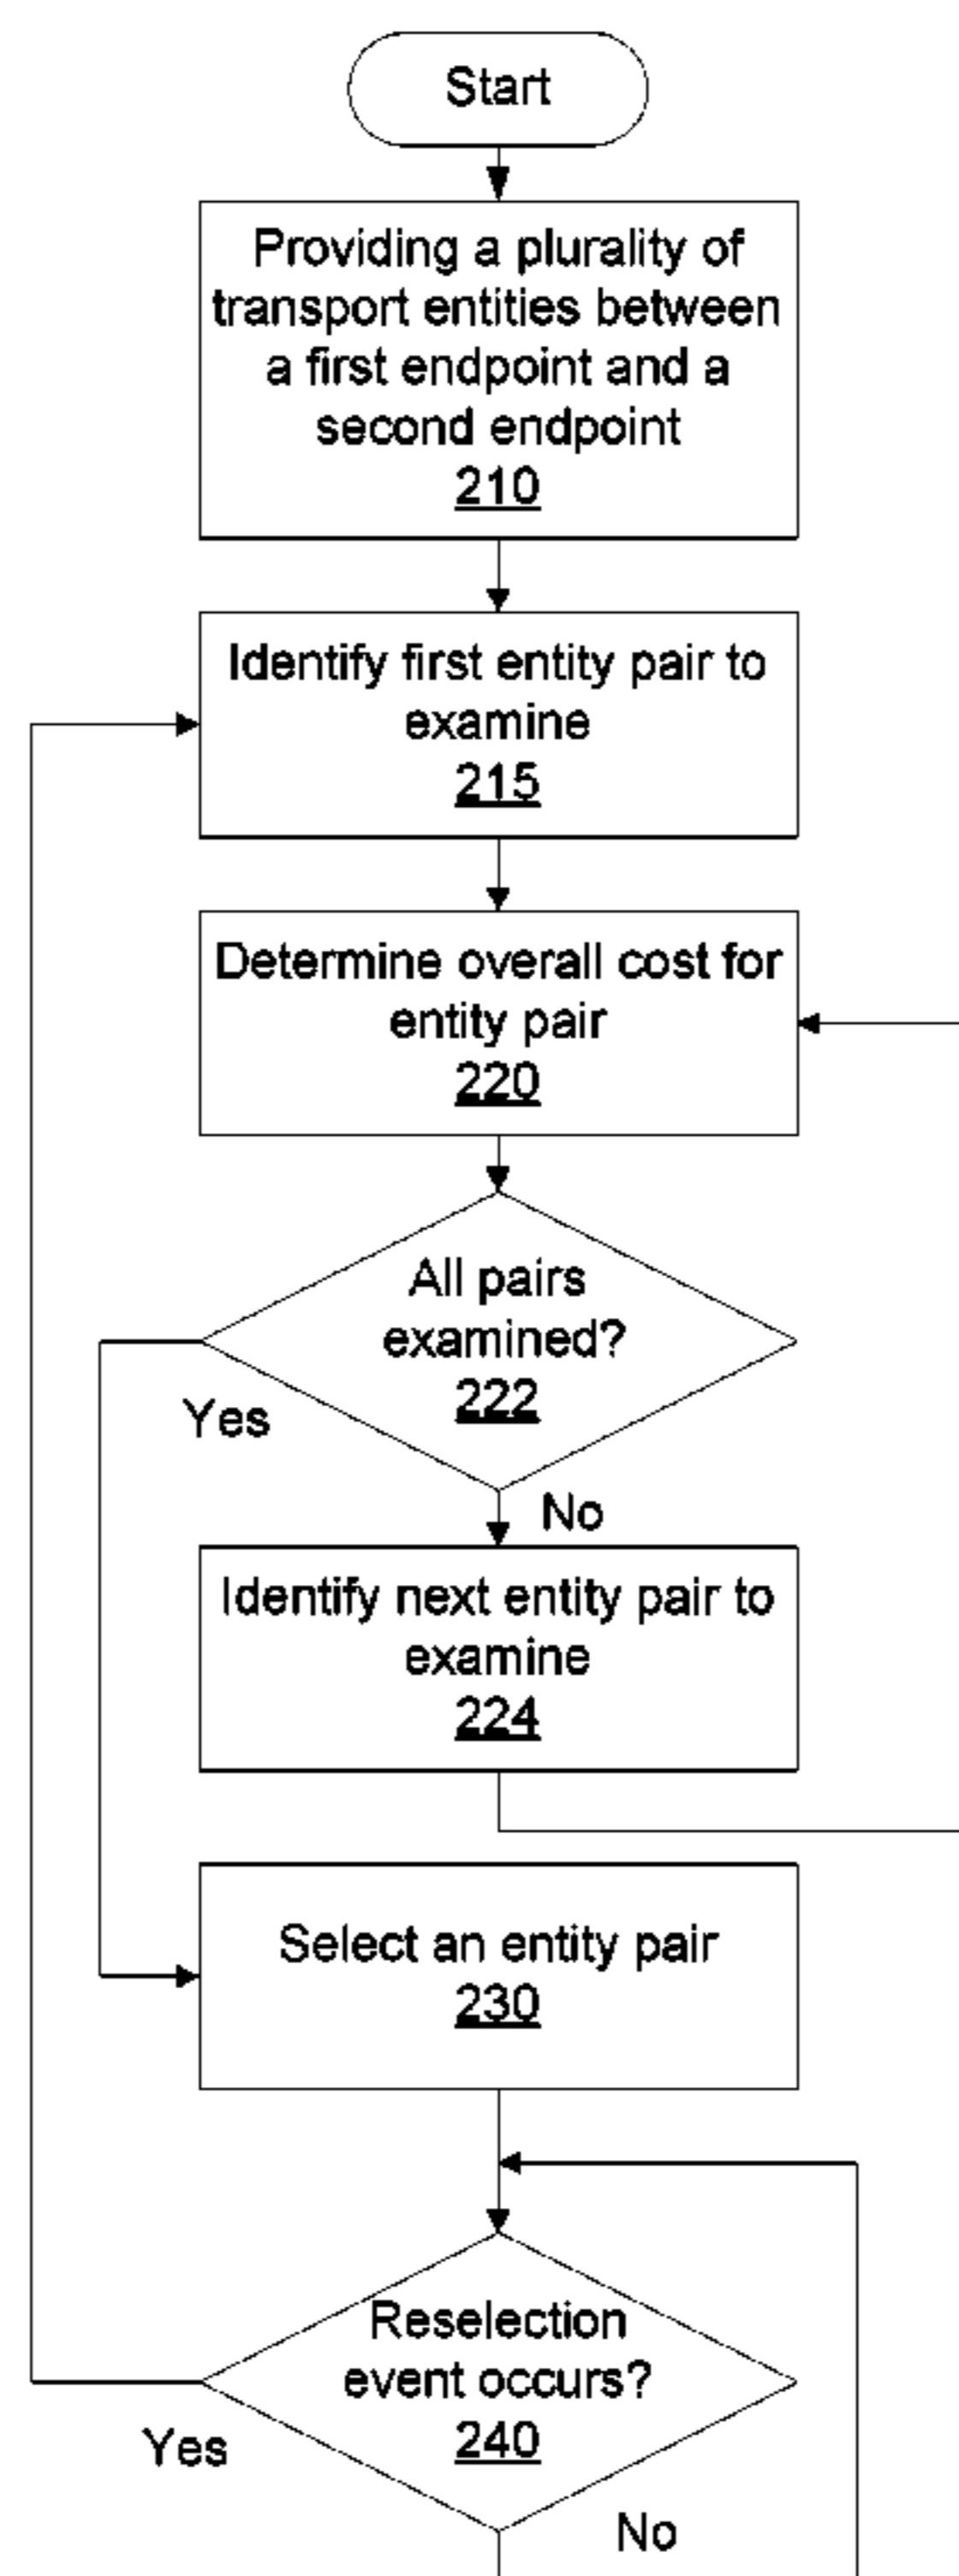 Start
Providing a plurality of
transport entities between
a first endpoint and a
second endpoint
210
Identify first entity pair to
examine
215
Determine overall cost for
entity pair
220
All pairs
examined?
222
Yes
No
Identify next entity pair to
examine
224
Select an entity pair
230
Reselection
event occurs?
240
Yes
No